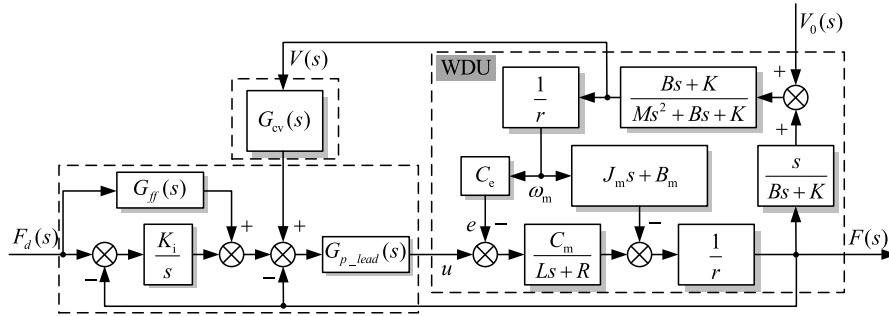 V(s)
V₀(s)
WDU
+
G_cv(s)
1/r
(Bs + K)/(Ms² + Bs + K)
+
C_e
ω_m
J_m s + B_m
s/(Bs + K)
G_ff(s)
e
−
−
F_d(s)
K_i/s
+
+
G_p_lead(s)
u
C_m/(Ls + R)
1/r
F(s)
−
−